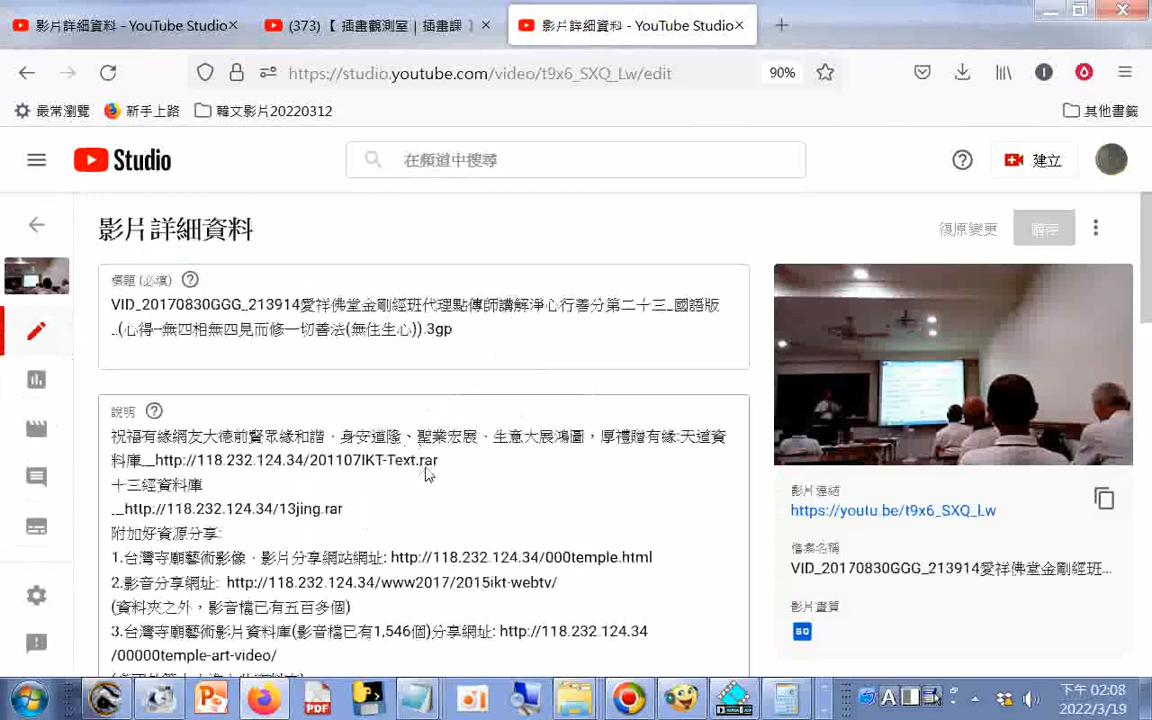 影片詳細資料 - YouTube Studio
(373)【 插畫觀測室 | 插畫課 】
影片詳細資料 - YouTube Studio
https://studio.youtube.com/video/t9x6_SXQ_Lw/edit
90%
最常瀏覽
新手上路
韓文影片20220312
其他書籤
Studio
在頻道中搜尋
建立
影片詳細資料
復原變更
儲存
標題 (必填)
VID_20170830GGG_213914愛祥佛堂金剛經班代理點傳師講解淨心行善分第二十三_國語版
_(心得--無四相無四見而修一切善法(無住生心)).3gp
說明
祝福有緣網友大德前賢眾緣和諧、身安道隆、聖業宏展、生意大展鴻圖，厚禮贈有緣:天道資
料庫__http://118.232.124.34/201107IKT-Text.rar
十三經資料庫
__http://118.232.124.34/13jing.rar
附加好資源分享:
1.台灣寺廟藝術影像、影片分享網站網址: http://118.232.124.34/000temple.html
2.影音分享網址: http://118.232.124.34/www2017/2015ikt-webtv/
(資料夾之外，影音檔已有五百多個)
3.台灣寺廟藝術影片資料庫(影音檔已有1,546個)分享網址: http://118.232.124.34
/00000temple-art-video/
影片連結
https://youtu.be/t9x6_SXQ_Lw
檔案名稱
VID_20170830GGG_213914愛祥佛堂金剛經班...
影片畫質
SD
PDF
A
下午 02:08
2022/3/19